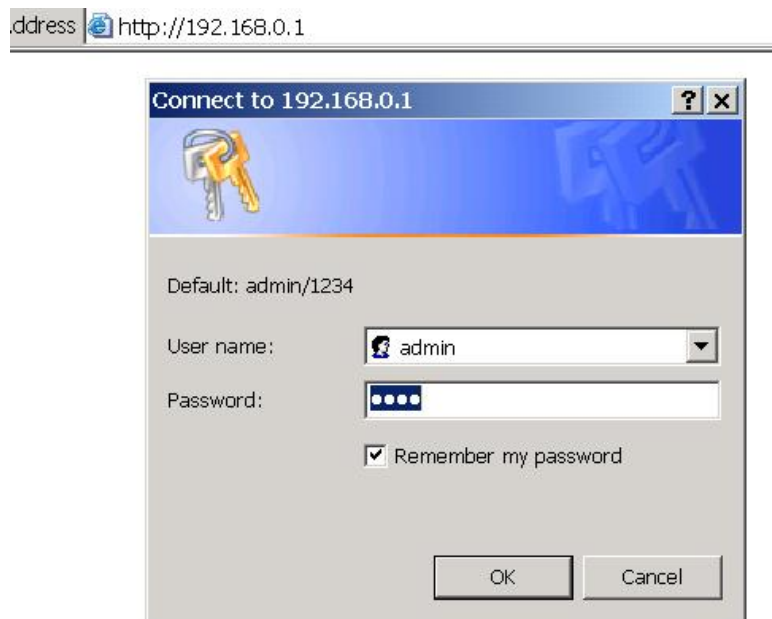 ddress http://192.168.0.1
Connect to 192.168.0.1
Default: admin/1234
User name: admin
Password: ••••
Remember my password
OK Cancel